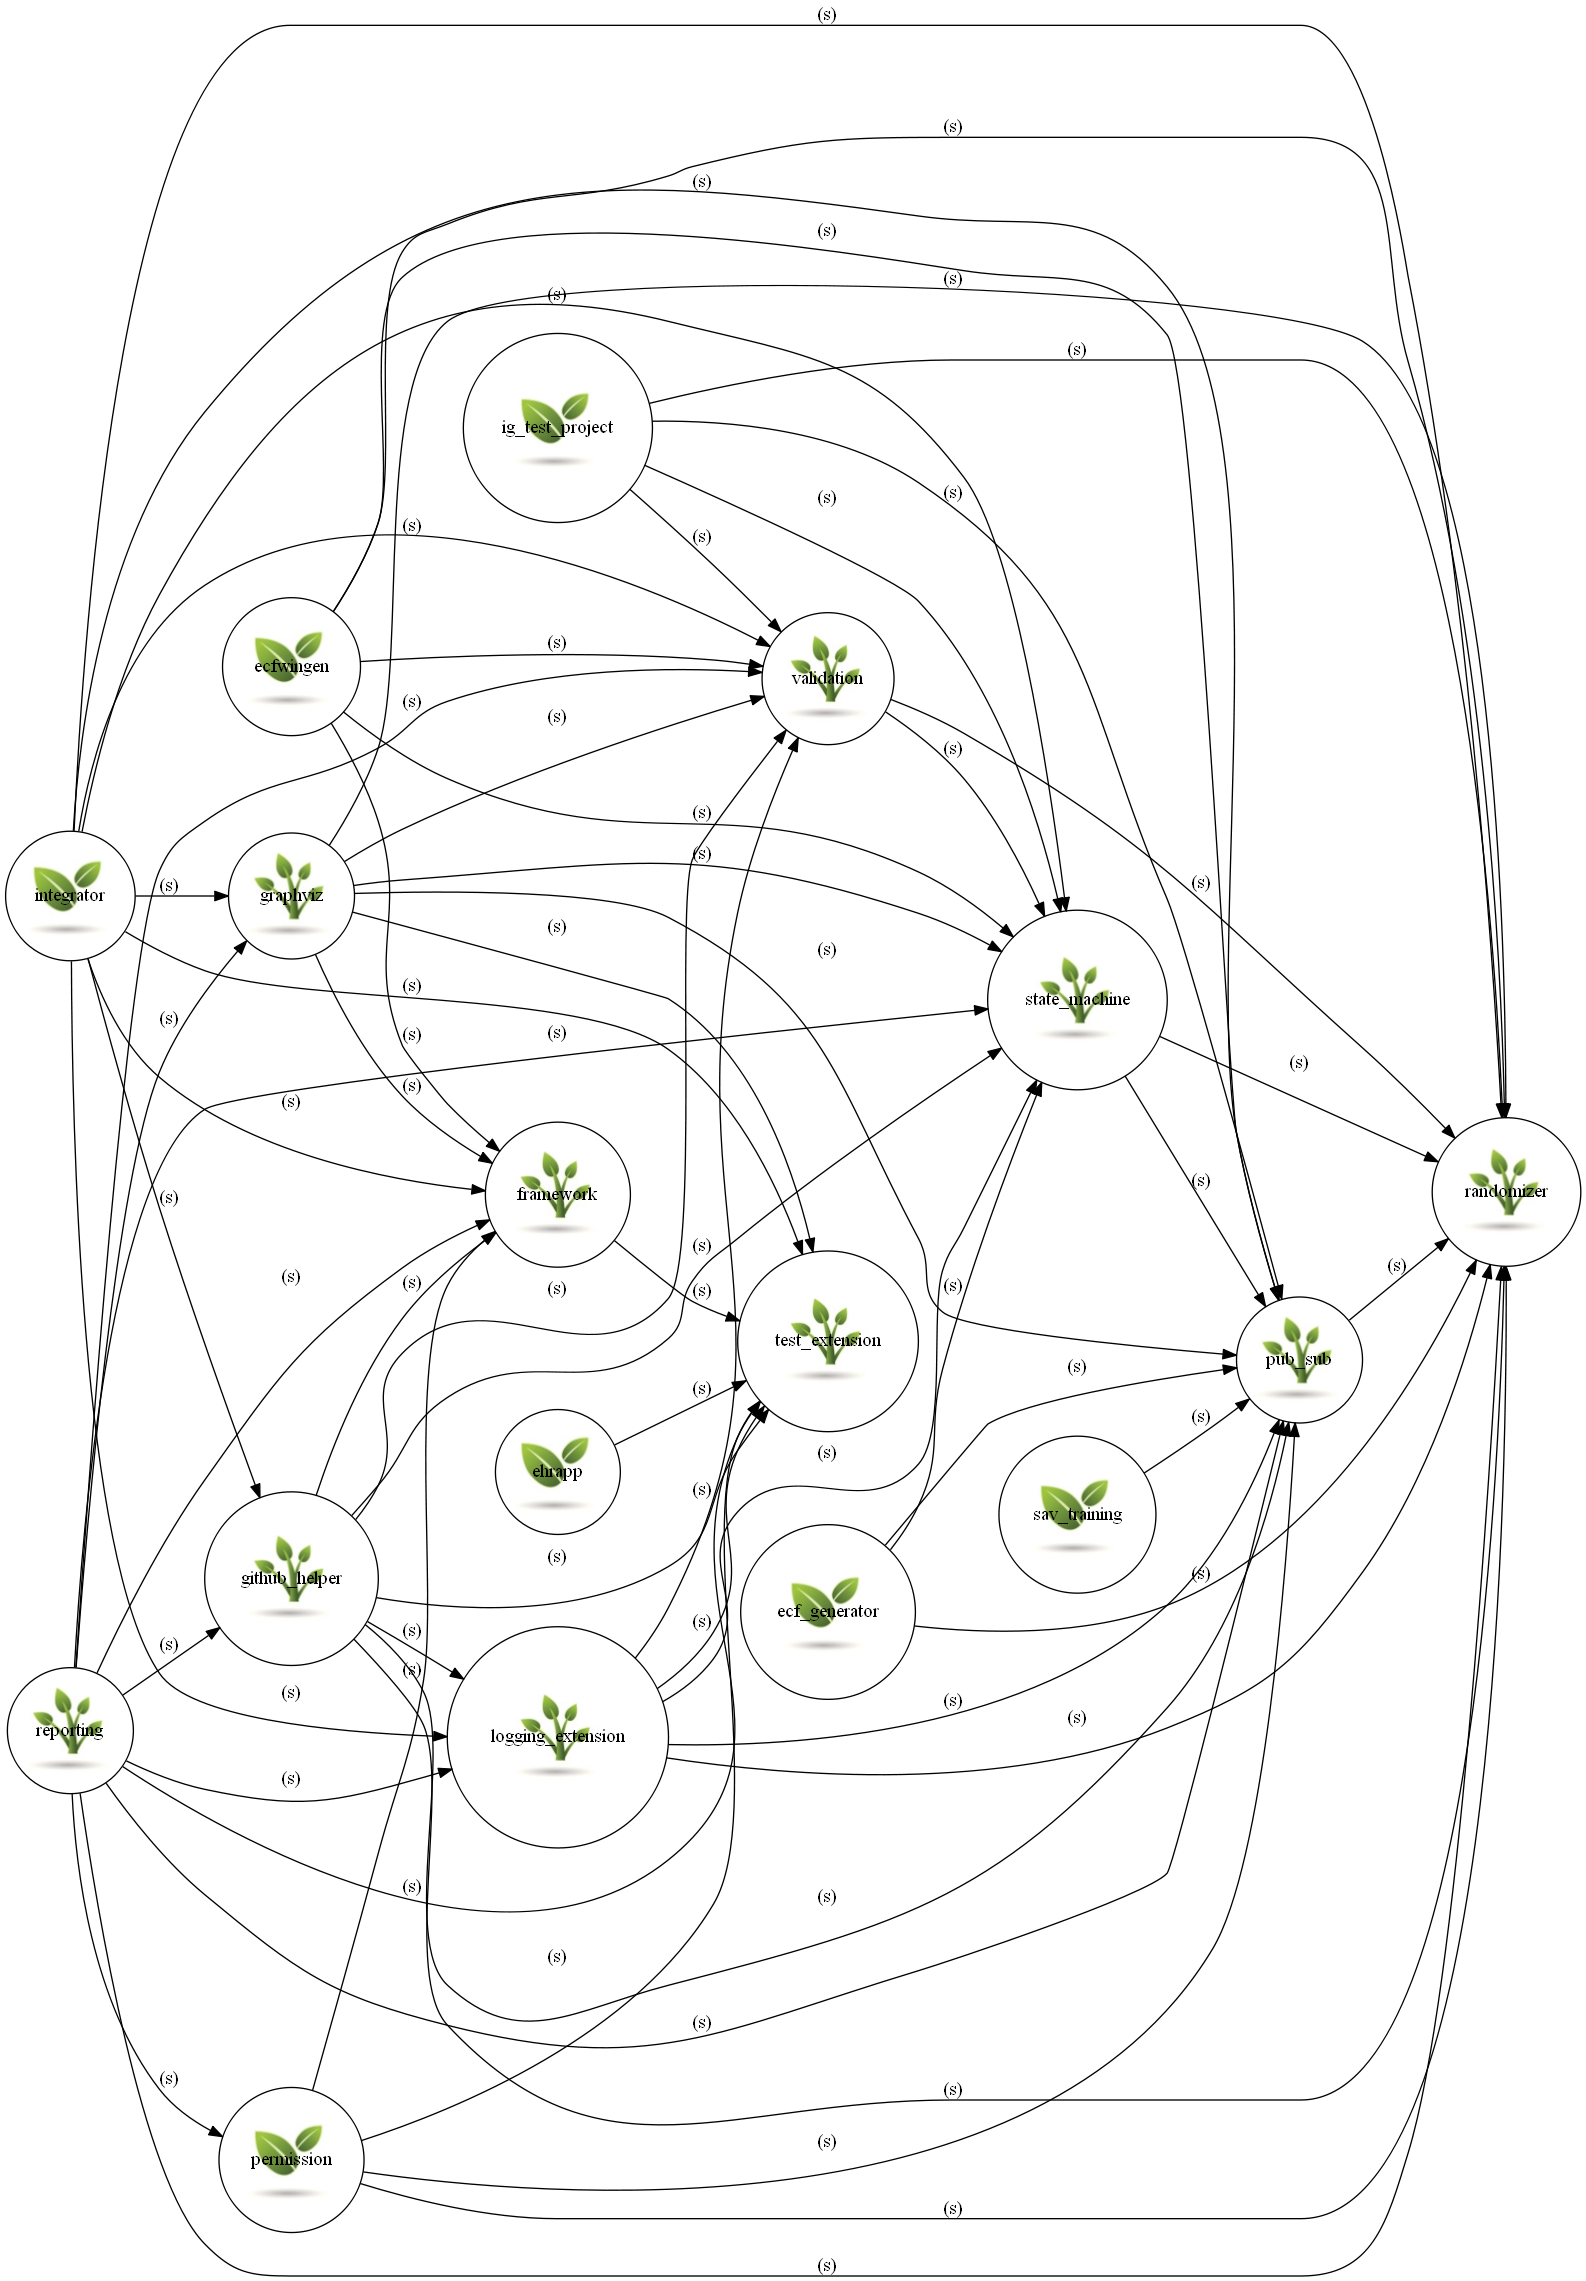 (s)
(s)
(s)
(s)
(s)
(s)
(s)
ig_test_project
(s)
(s)
(s)
(s)
(s)
ecfwingen
validation
(s)
(s)
(s)
(s)
(s)
(s)
(s)
integrator
graphviz
(s)
(s)
(s)
state_machine
(s)
(s)
(s)
(s)
(s)
(s)
(s)
randomizer
framework
(s)
(s)
(s)
(s)
(s)
(s)
(s)
(s)
test_extension
pub_sub
(s)
(s)
(s)
(s)
ehrapp
(s)
sav_training
(s)
(s)
github_helper
ecf_generator
(s)
(s)
(s)
(s)
(s)
(s)
(s)
reporting
logging_extension
(s)
(s)
(s)
(s)
(s)
(s)
(s)
(s)
permission
(s)
(s)